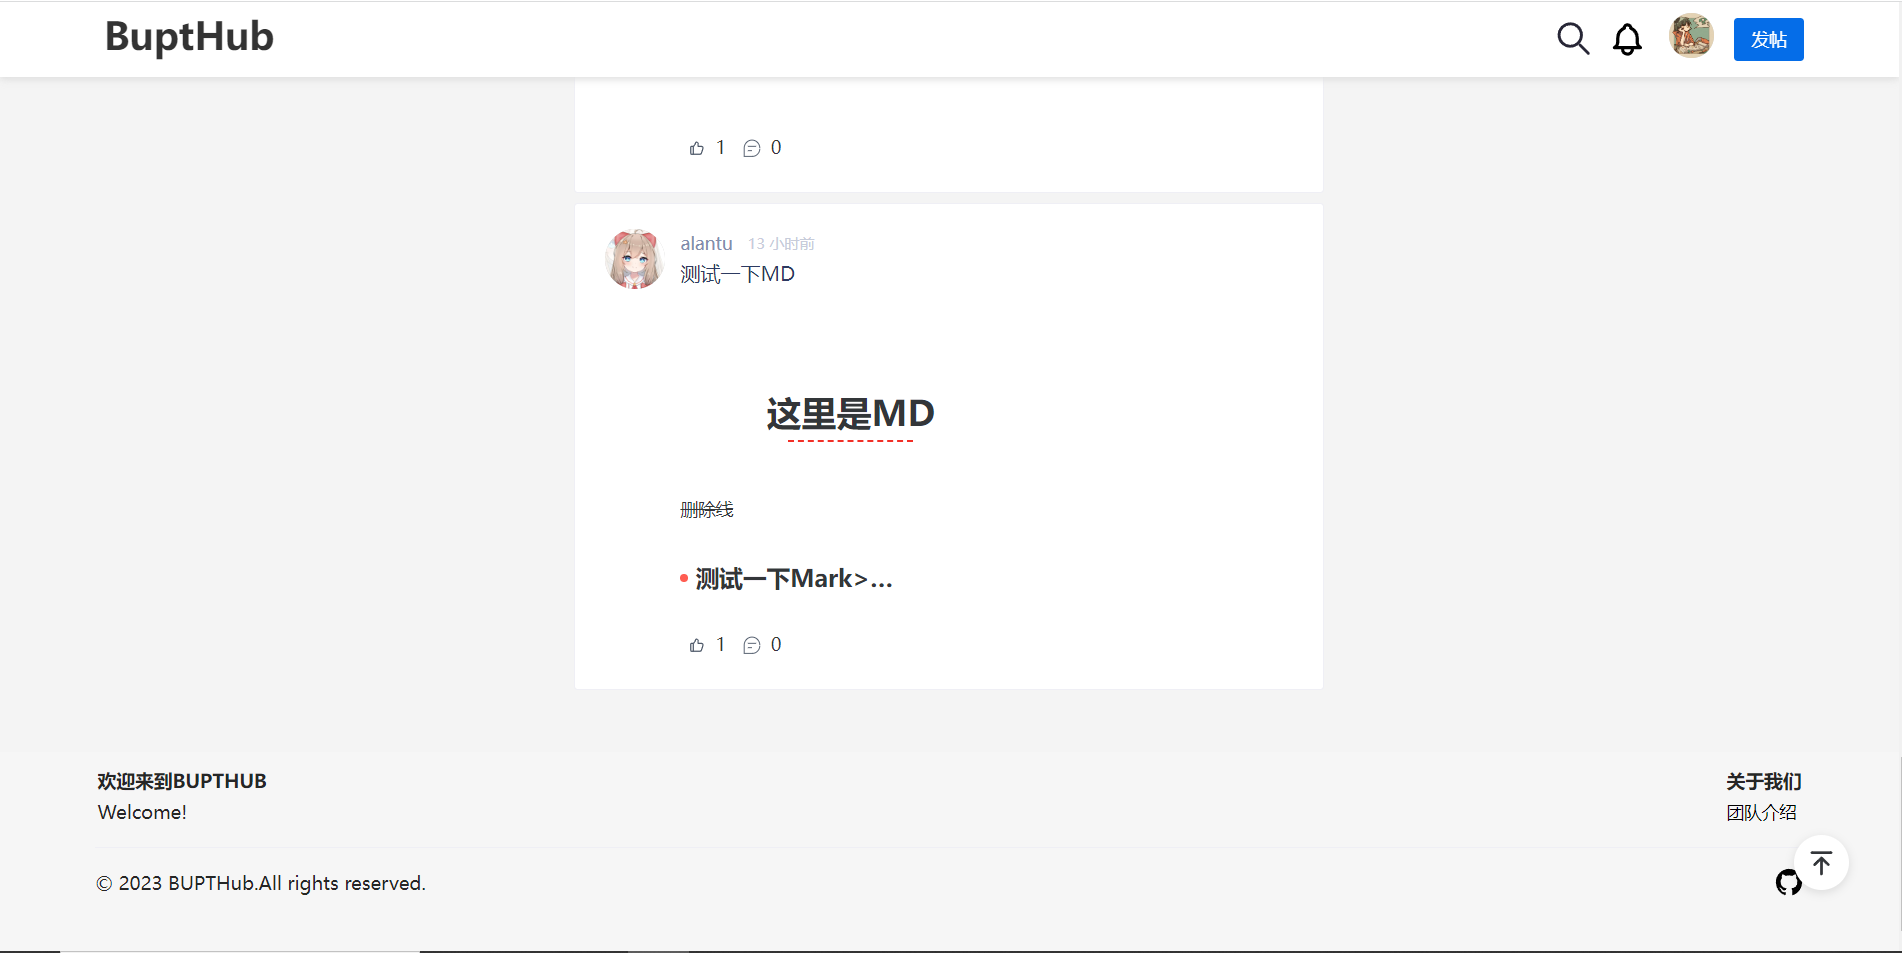 BuptHub
发帖
1 0
alantu 13 小时前
测试一下MD
这里是MD
删除线
测试一下Mark>...
1 0
欢迎来到BUPTHUB
关于我们
Welcome!
团队介绍
© 2023 BUPTHub.All rights reserved.